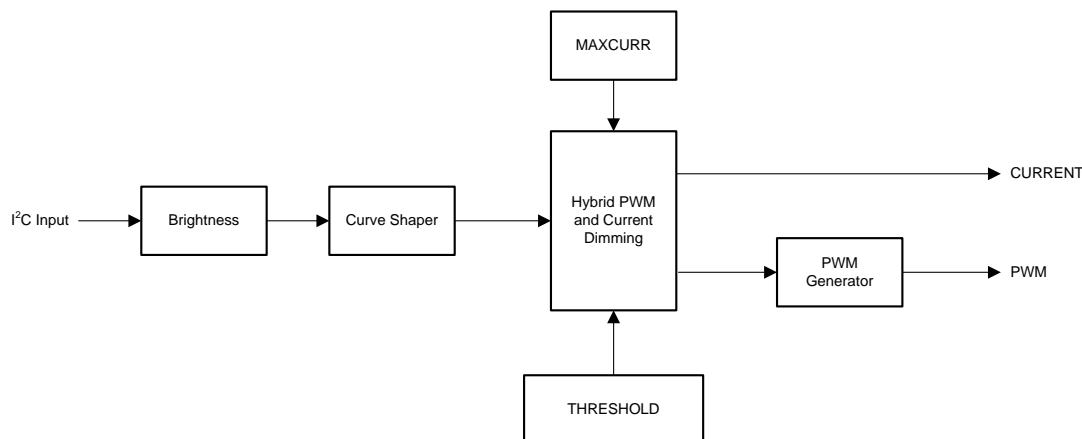 MAXCURR
CURRENT
I²C Input
Brightness
Curve Shaper
Hybrid PWM
and Current
Dimming
PWM
Generator
PWM
THRESHOLD